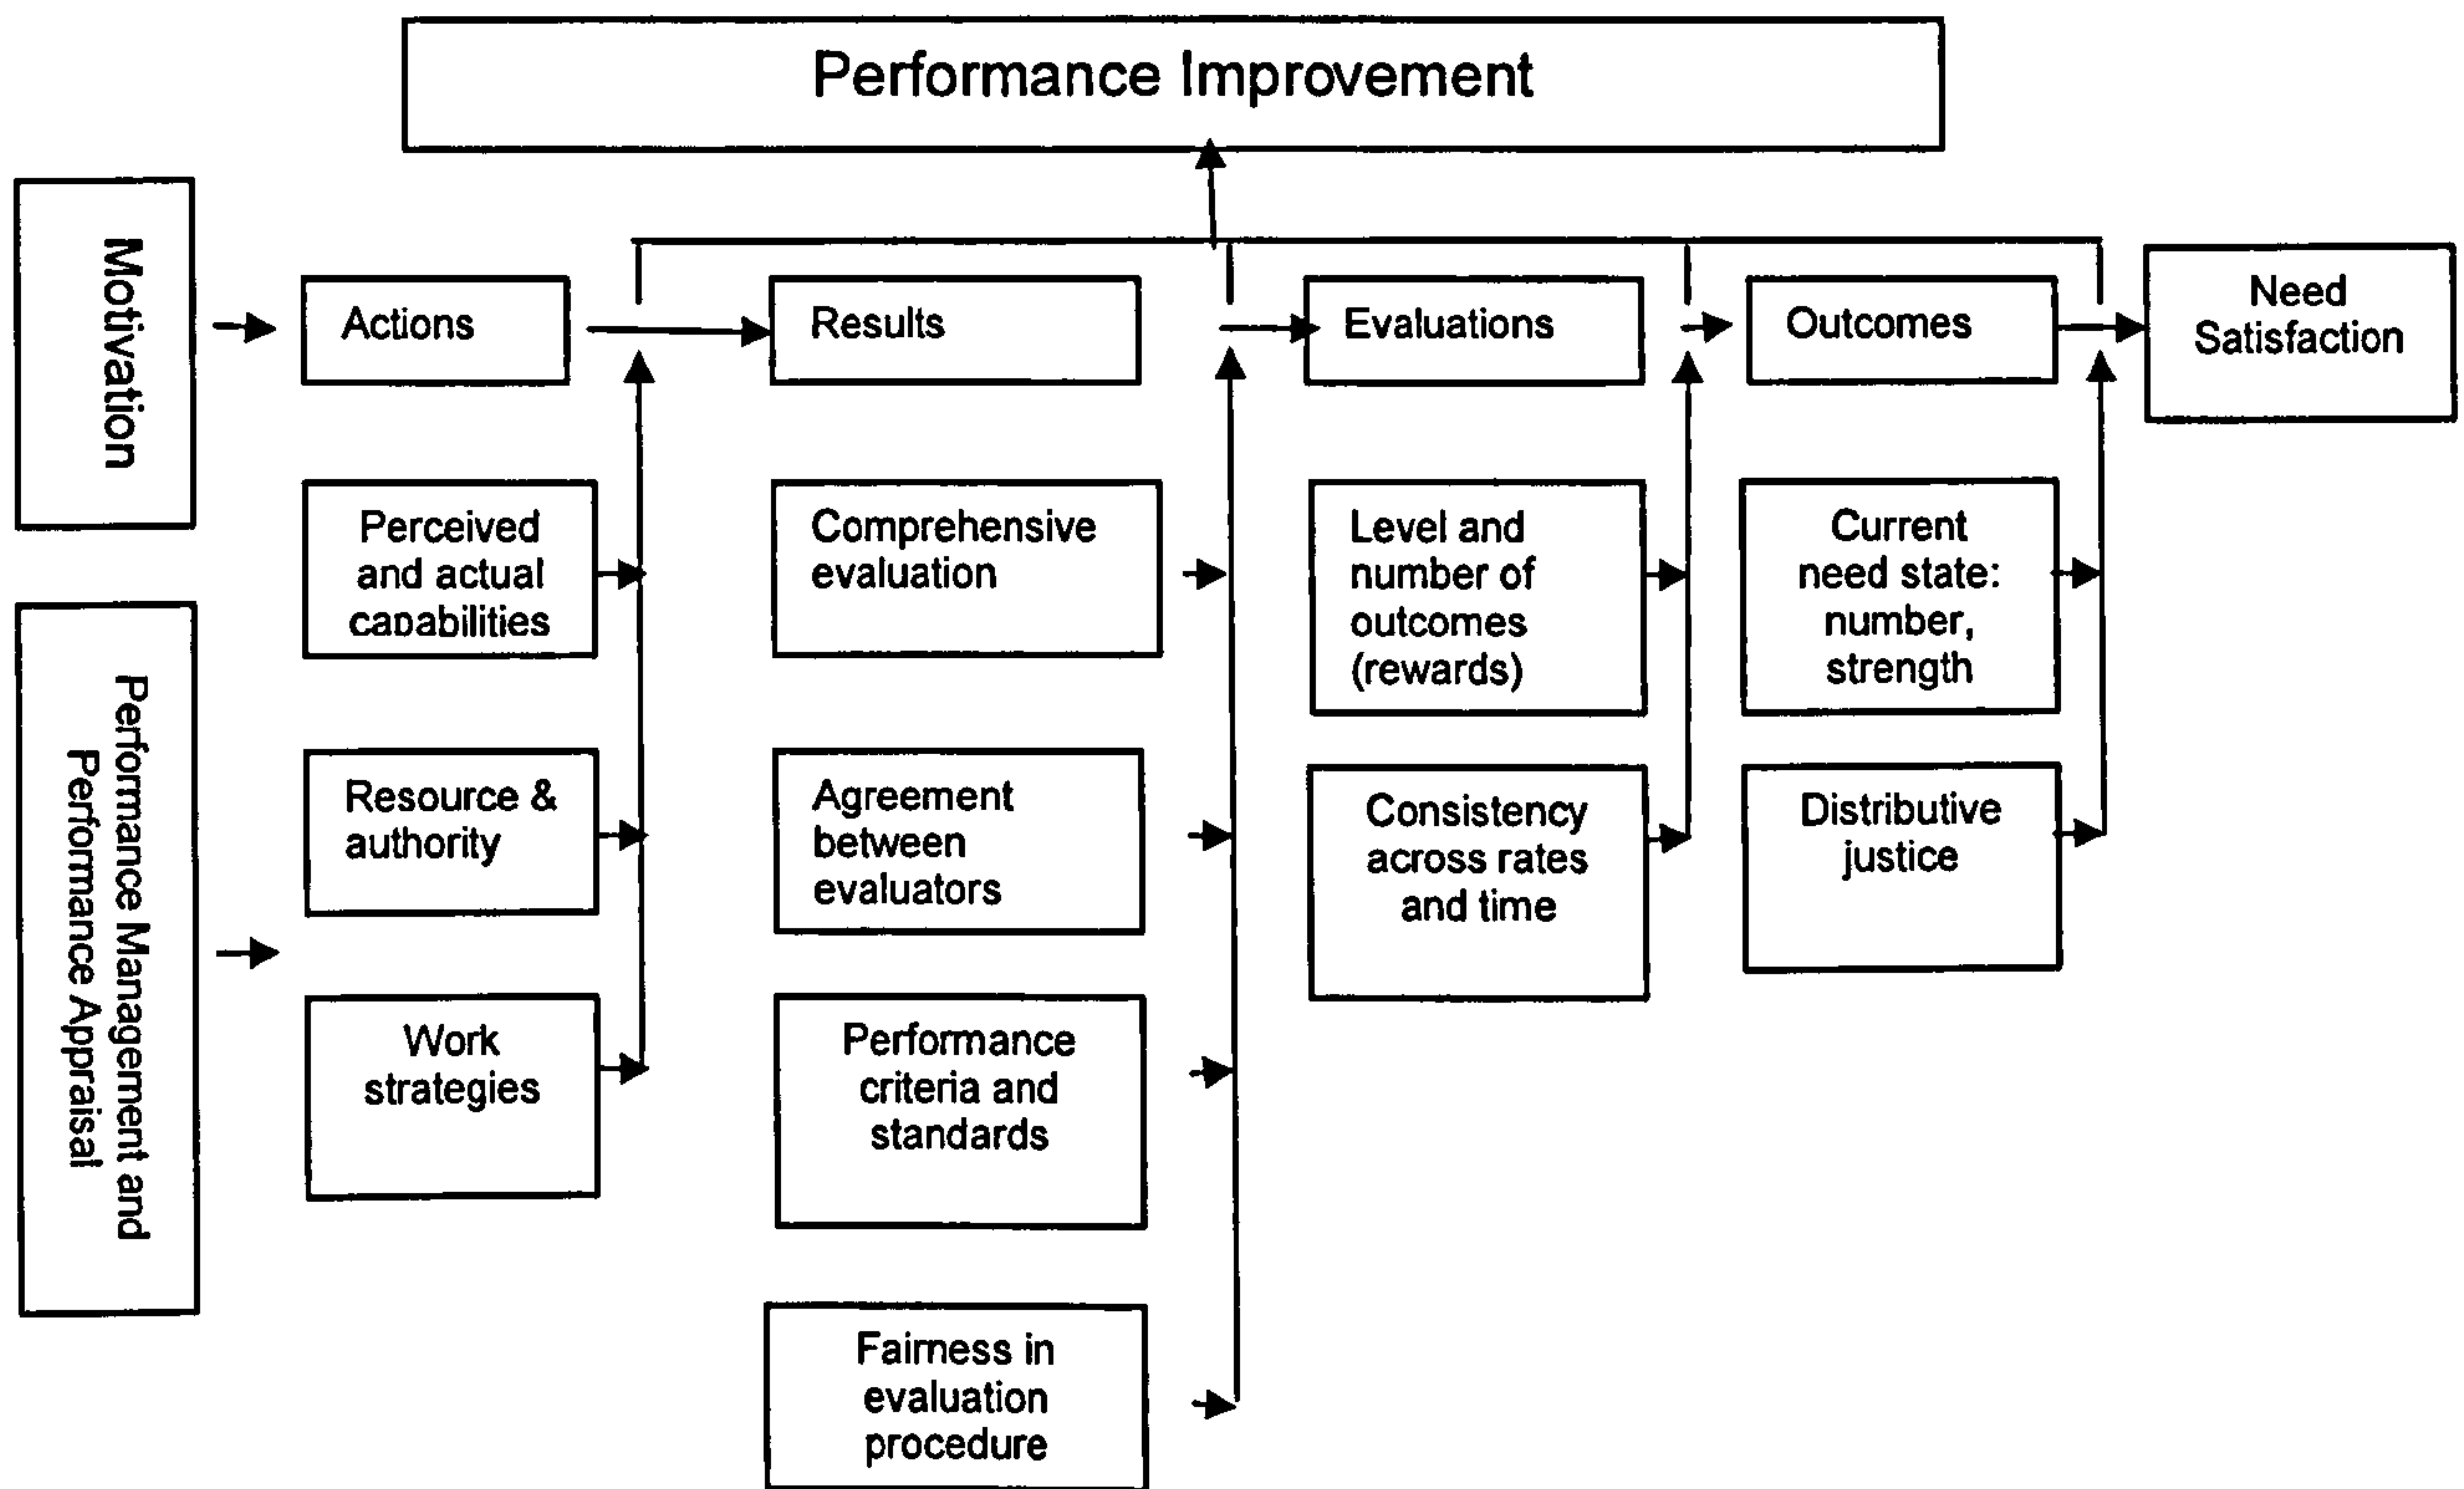 Performance Improvement
Motivation
Actions
Results
Evaluations
Outcomes
Need
Satisfaction
Performance Management and
Performance Appraisal
Perceived
and actual
capabilities
Comprehensive
evaluation
Level and
number of
outcomes
(rewards)
Current
need state:
number,
strength
Resource &
authority
Agreement
between
evaluators
Consistency
across rates
and time
Distributive
justice
Work
strategies
Performance
criteria and
standards
Fairness in
evaluation
procedure